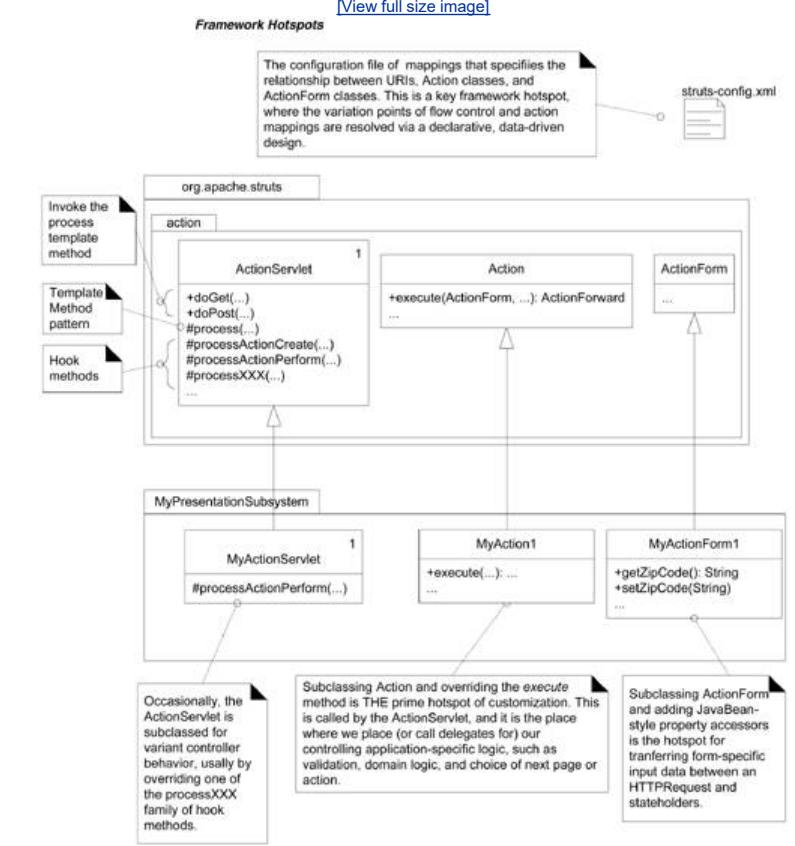 [View full size image]
Framework Hotspots
The configuration file of mappings that specifiies the
relationship between URIs, Action classes, and
ActionForm classes. This is a key framework hotspot,
where the variation points of flow control and action
mappings are resolved via a declarative, data-driven
design.
struts-config.xml
org.apache.struts
Invoke the
process
template
method
action
1
ActionServlet
+doGet(...)
+doPost(...)
#process(...)
#processActionCreate(...)
#processActionPerform(...)
#processXXX(...)
...
Action
+execute(ActionForm, ...): ActionForward
...
ActionForm
...
Template
Method
pattern
Hook
methods
MyPresentationSubsystem
1
MyActionServlet
#processActionPerform(...)
MyAction1
+execute(...): ...
...
MyActionForm1
+getZipCode(): String
+setZipCode(String)
...
Occasionally, the
ActionServlet is
subclassed for
variant controller
behavior, usally by
overriding one of
the processXXX
family of hook
methods.
Subclassing Action and overriding the execute
method is THE prime hotspot of customization. This
is called by the ActionServlet, and it is the place
where we place (or call delegates for) our
controlling application-specific logic, such as
validation, domain logic, and choice of next page or
action.
Subclassing ActionForm
and adding JavaBean-
style property accessors
is the hotspot for
tranferring form-specific
input data between an
HTTPRequest and
stateholders.